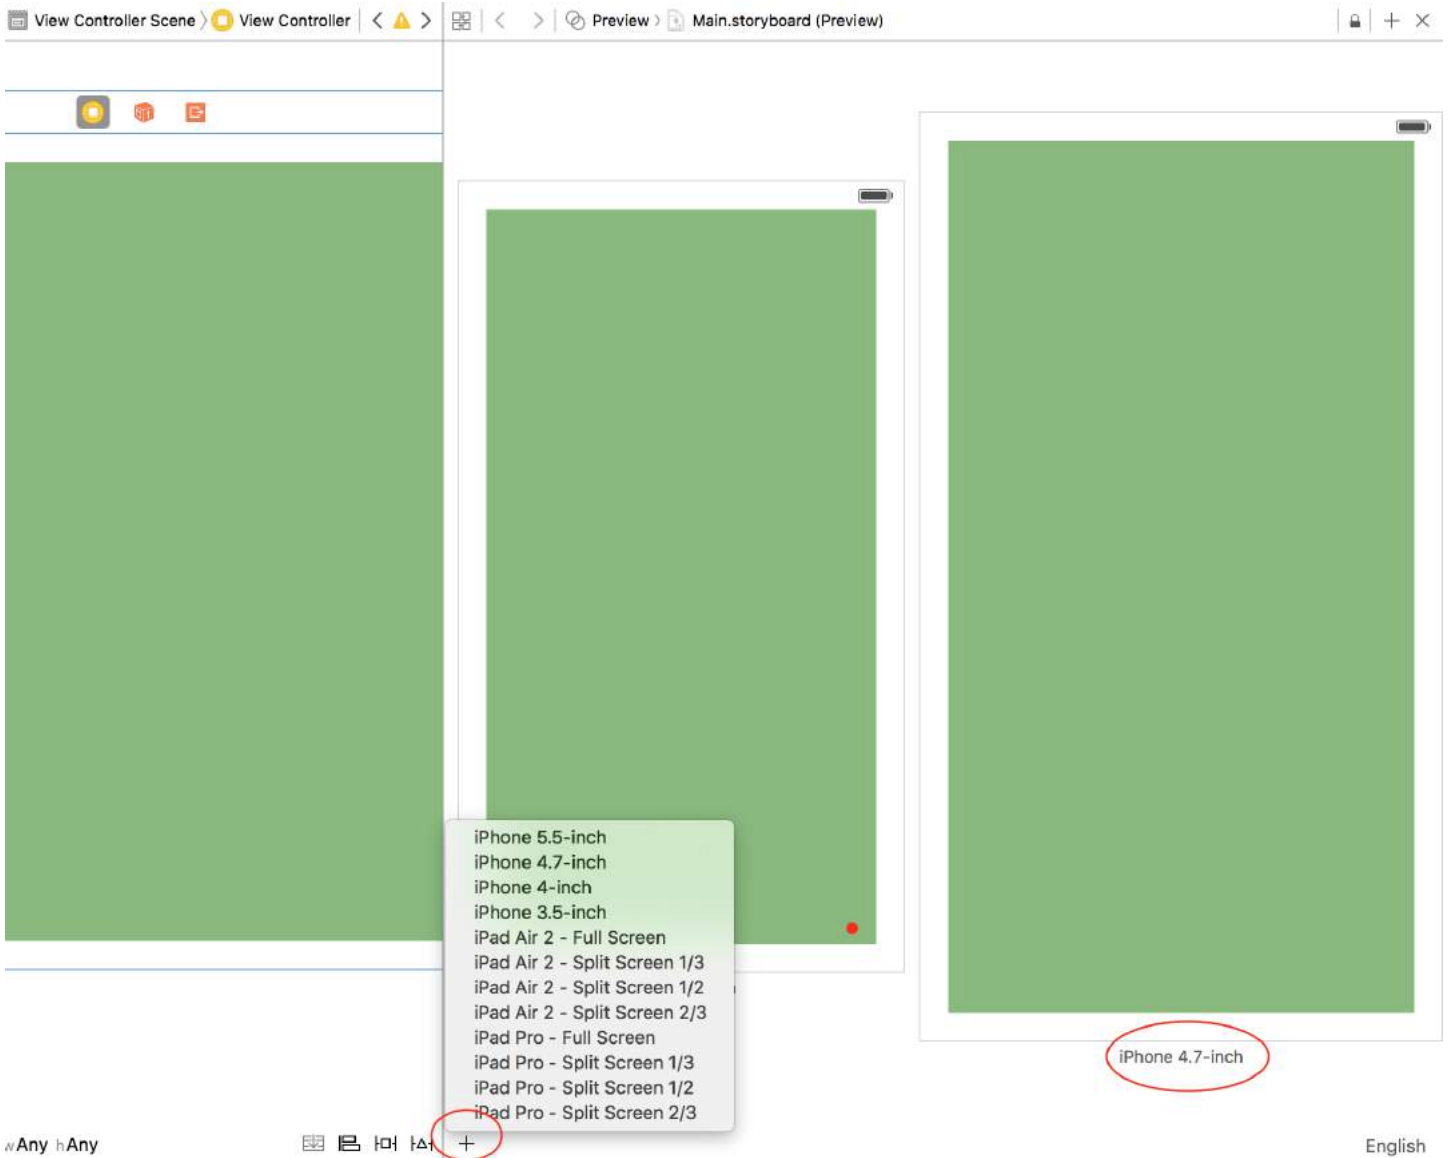 View Controller Scene
View Controller
Preview
Main.storyboard (Preview)
iPhone 5.5-inch
iPhone 4.7-inch
iPhone 4-inch
iPhone 3.5-inch
iPad Air 2 - Full Screen
iPad Air 2 - Split Screen 1/3
iPad Air 2 - Split Screen 1/2
iPad Air 2 - Split Screen 2/3
iPad Pro - Full Screen
iPad Pro - Split Screen 1/3
iPad Pro - Split Screen 1/2
iPad Pro - Split Screen 2/3
iPhone 4.7-inch
wAny hAny
English